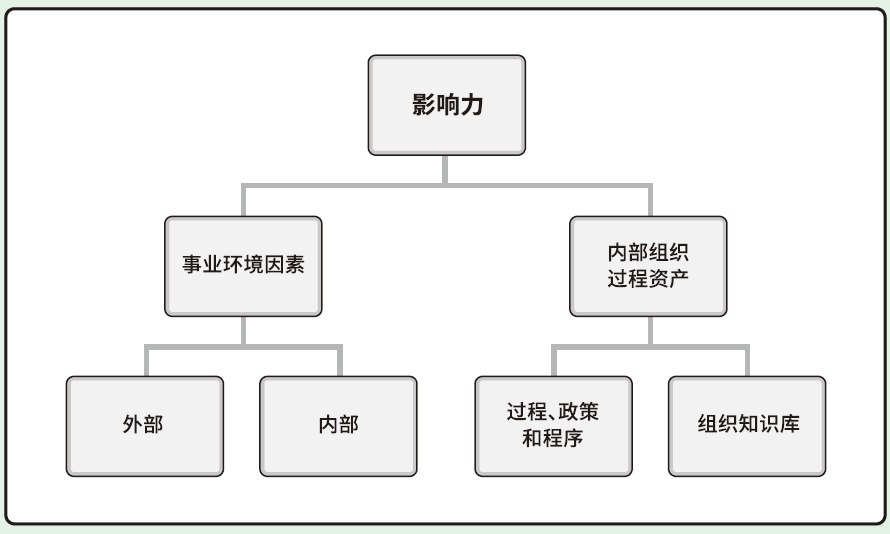 影响力
事业环境因素
内部组织
过程资产
外部
内部
过程、政策
和程序
组织知识库